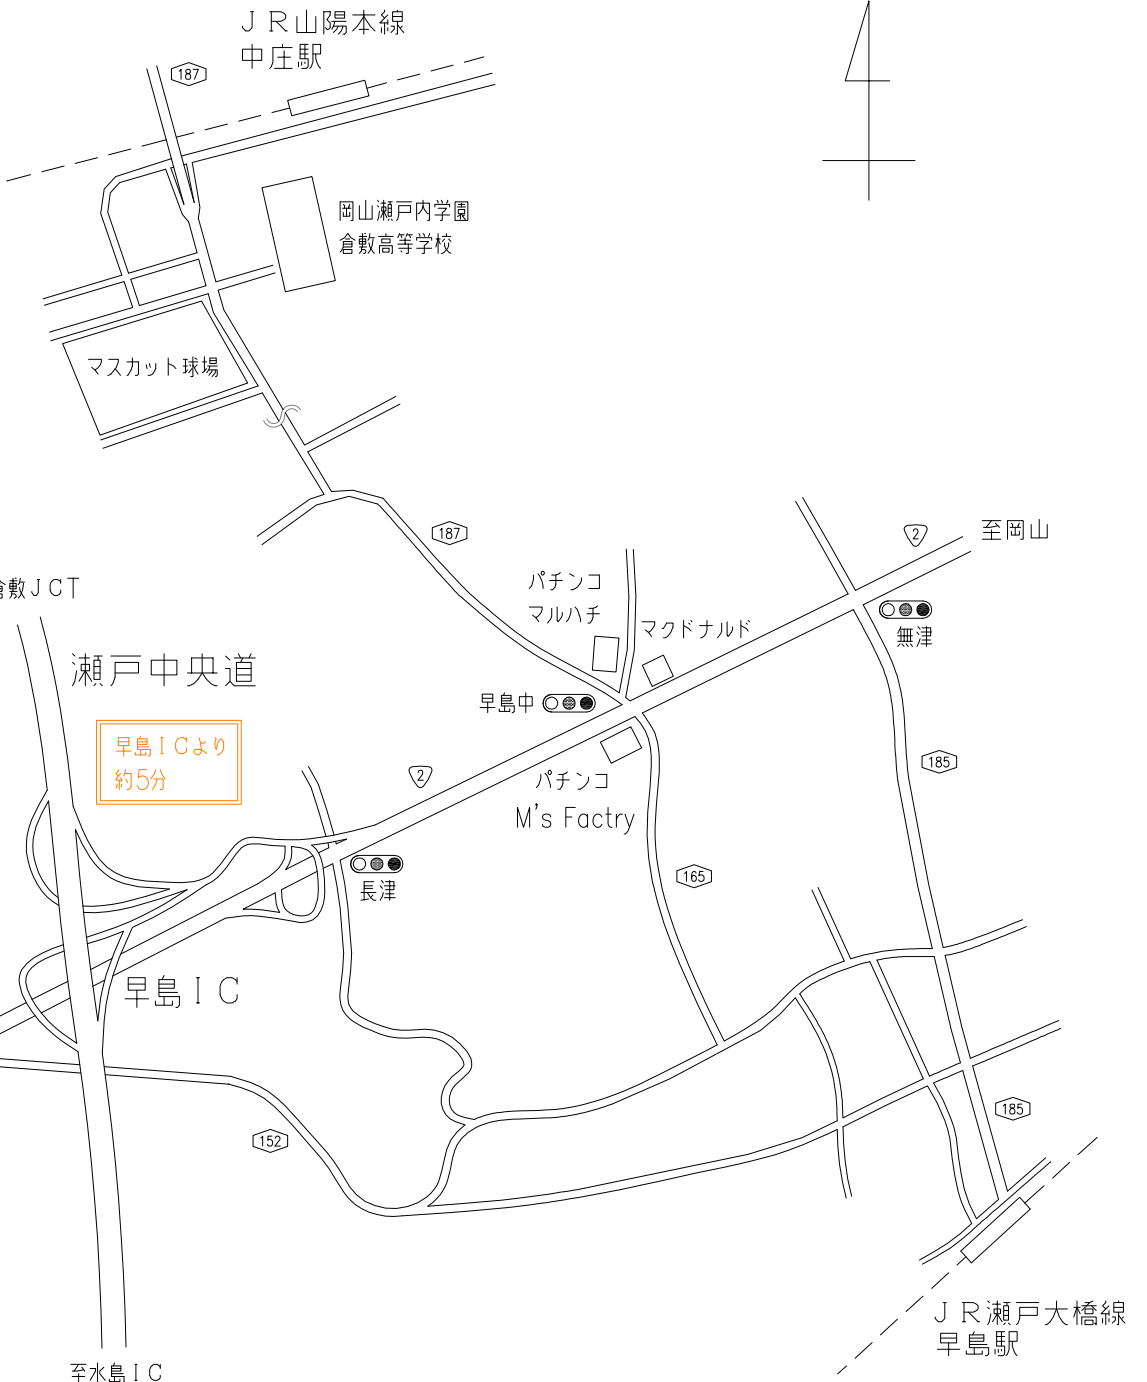 ＪＲ山陽本線
中庄駅
187
岡山瀬戸内学園
倉敷高等学校
マスカット球場
187
2
至岡山
倉敷ＪＣＴ
パチンコ
マルハチ
マクドナルド
無津
瀬戸中央道
早島中
早島ＩＣより
約5分
2
パチンコ
M's Factry
185
長津
165
早島ＩＣ
152
185
ＪＲ瀬戸大橋線
早島駅
至水島ＩＣ